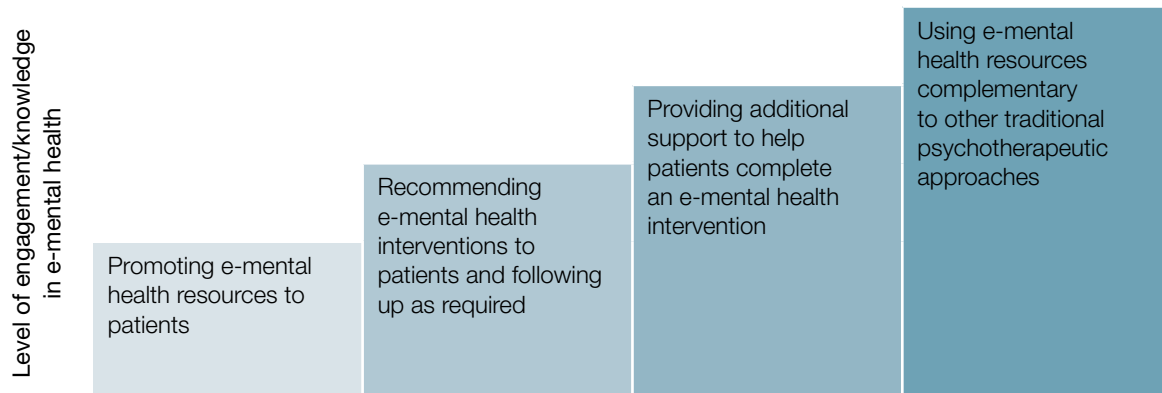 Level of engagement/knowledge
in e-mental health
Promoting e-mental
health resources to
patients
Recommending
e-mental health
interventions to
patients and following
up as required
Providing additional
support to help
patients complete
an e-mental health
intervention
Using e-mental
health resources
complementary
to other traditional
psychotherapeutic
approaches